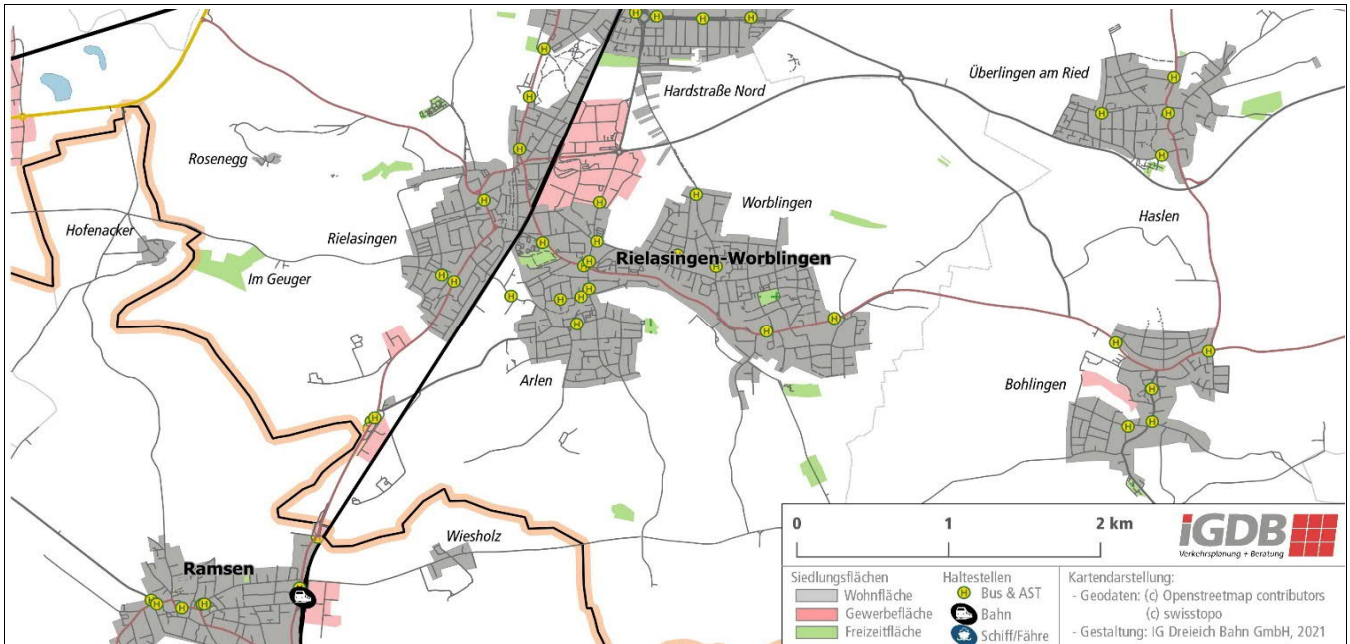 Überlingen am Ried
Hardstraße Nord
Rosenegg
Worblingen
Hofenacker
Rielasingen
Haslen
Rielasingen-Worblingen
Im Geuger
Arlen
Bohlingen
Wiesholz
Ramsen
0 1 2 km
iGDB
Verkehrsplanung + Beratung
Siedlungsflächen
Wohnfläche
Gewerbefläche
Freizeitfläche
Haltestellen
H Bus & AST
Bahn
Schiff/Fähre
Kartendarstellung:
- Geodaten: (c) Openstreetmap contributors
(c) swisstopo
- Gestaltung: IG Dreieich Bahn GmbH, 2021